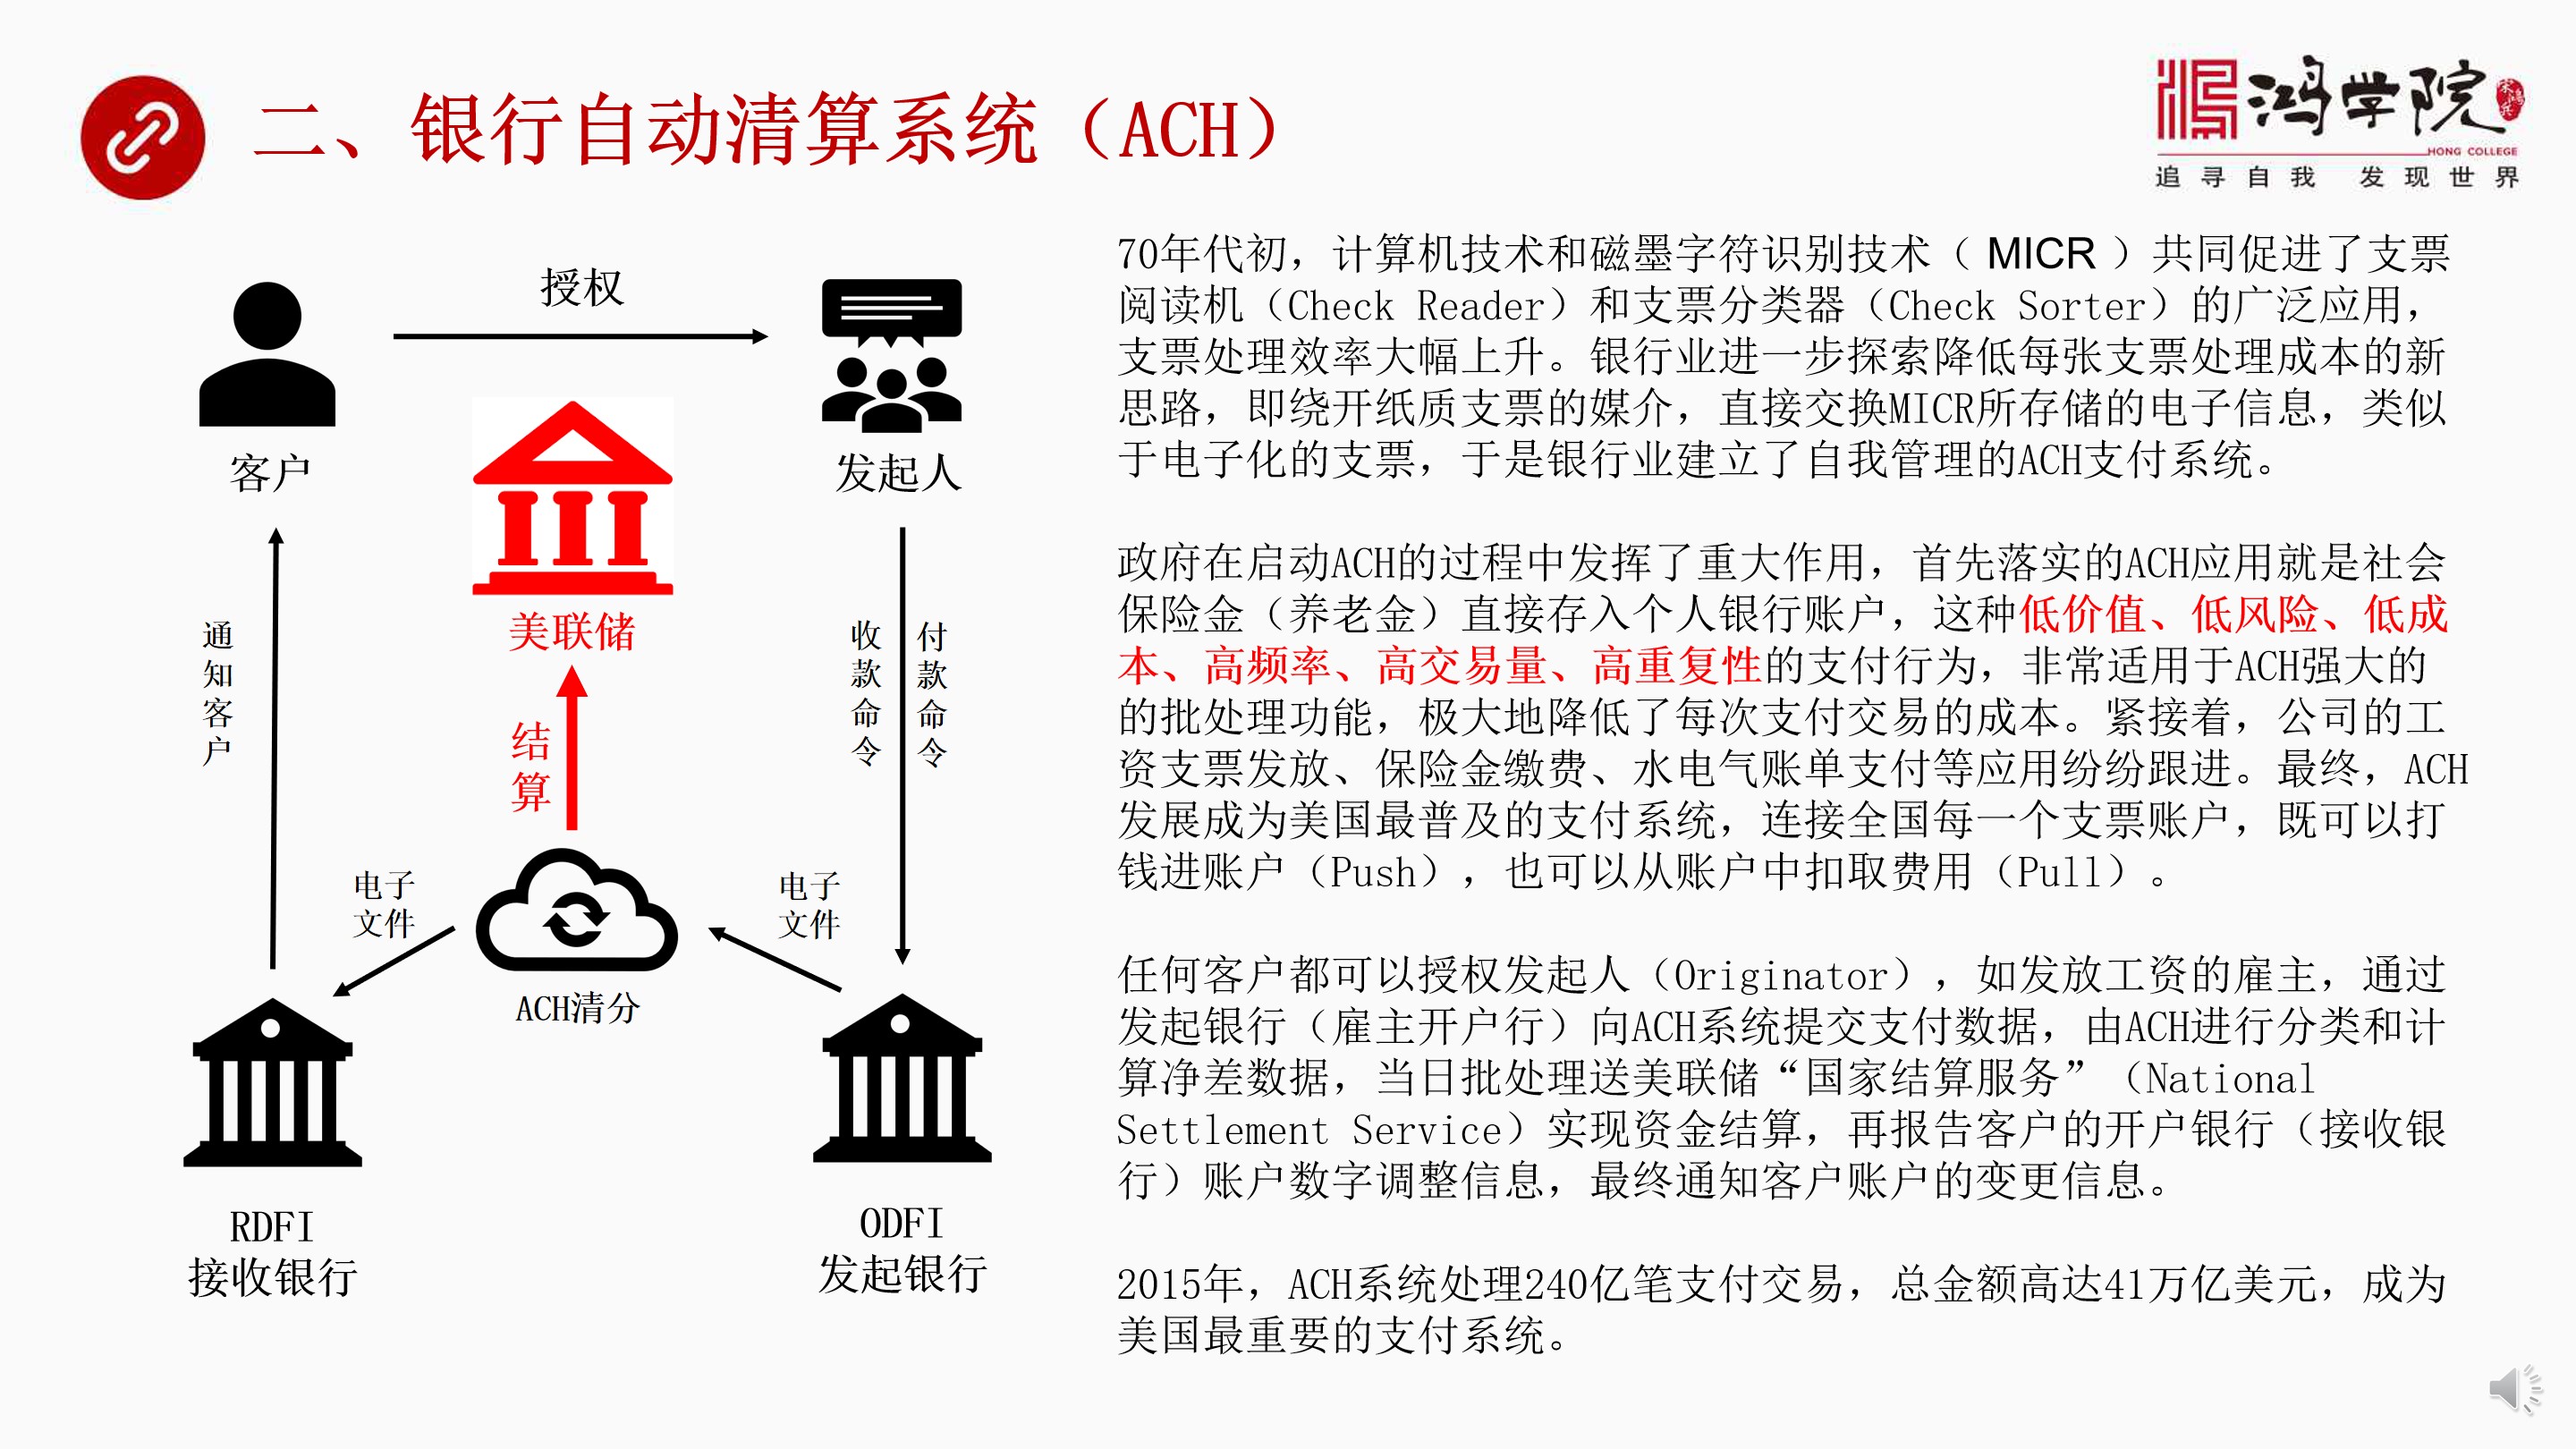 二、银行自动清算系统（ACH）
鸿学院
宋鸿兵
HONG COLLEGE
追寻自我 发现世界
授权
客户
发起人
美联储
通知客户
收款命令
付款命令
结算
电子
文件
电子
文件
ACH清分
RDFI
接收银行
ODFI
发起银行
70年代初，计算机技术和磁墨字符识别技术（ MICR ）共同促进了支票
阅读机（Check Reader）和支票分类器（Check Sorter）的广泛应用，
支票处理效率大幅上升。银行业进一步探索降低每张支票处理成本的新
思路，即绕开纸质支票的媒介，直接交换MICR所存储的电子信息，类似
于电子化的支票，于是银行业建立了自我管理的ACH支付系统。
政府在启动ACH的过程中发挥了重大作用，首先落实的ACH应用就是社会
保险金（养老金）直接存入个人银行账户，这种低价值、低风险、低成
本、高频率、高交易量、高重复性的支付行为，非常适用于ACH强大的
的批处理功能，极大地降低了每次支付交易的成本。紧接着，公司的工
资支票发放、保险金缴费、水电气账单支付等应用纷纷跟进。最终，ACH
发展成为美国最普及的支付系统，连接全国每一个支票账户，既可以打
钱进账户（Push），也可以从账户中扣取费用（Pull）。
任何客户都可以授权发起人（Originator），如发放工资的雇主，通过
发起银行（雇主开户行）向ACH系统提交支付数据，由ACH进行分类和计
算净差数据，当日批处理送美联储“国家结算服务”（National
Settlement Service）实现资金结算，再报告客户的开户银行（接收银
行）账户数字调整信息，最终通知客户账户的变更信息。
2015年，ACH系统处理240亿笔支付交易，总金额高达41万亿美元，成为
美国最重要的支付系统。